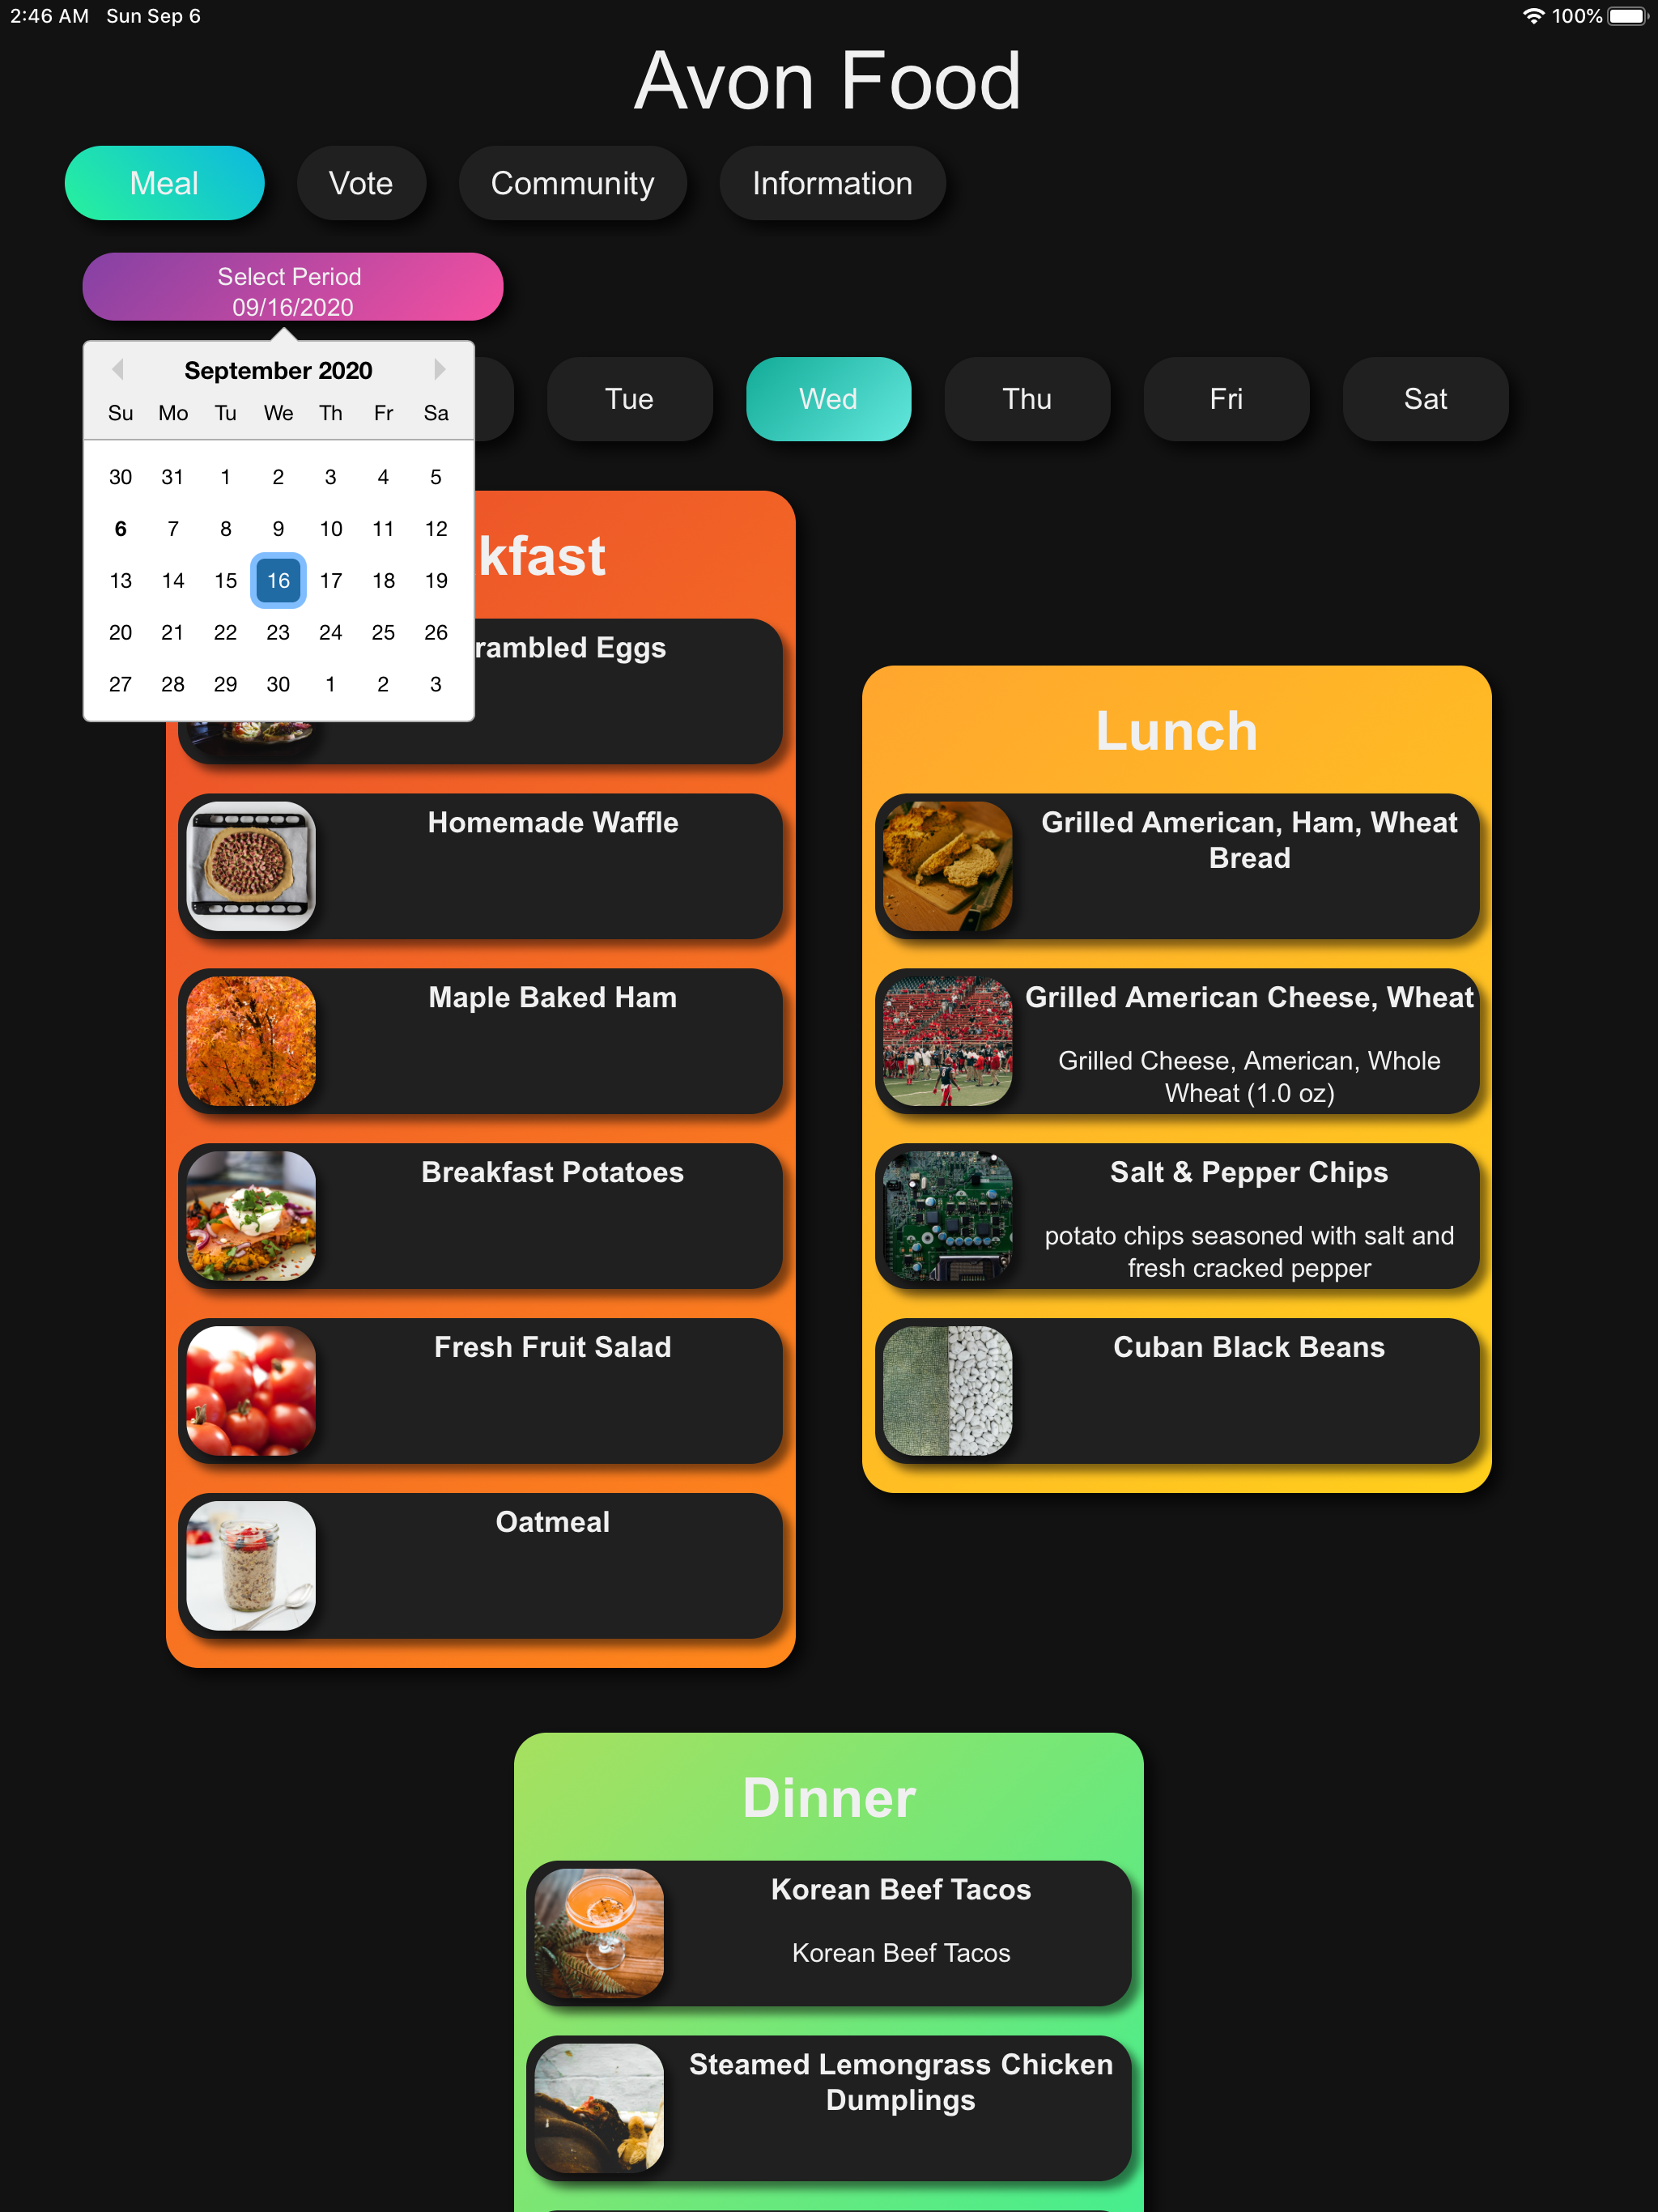 2:46 AM Sun Sep 6
100%
Avon Food
Meal Vote Community Information
Select Period
09/16/2020
September 2020
Su Mo Tu We Th Fr Sa
30 31 1 2 3 4 5
6 7 8 9 10 11 12
13 14 15 16 17 18 19
20 21 22 23 24 25 26
27 28 29 30 1 2 3
Tue Wed Thu Fri Sat
kfast
rambled Eggs
Homemade Waffle
Maple Baked Ham
Breakfast Potatoes
Fresh Fruit Salad
Oatmeal
Lunch
Grilled American, Ham, Wheat
Bread
Grilled American Cheese, Wheat
Grilled Cheese, American, Whole
Wheat (1.0 oz)
Salt & Pepper Chips
potato chips seasoned with salt and
fresh cracked pepper
Cuban Black Beans
Dinner
Korean Beef Tacos
Korean Beef Tacos
Steamed Lemongrass Chicken
Dumplings